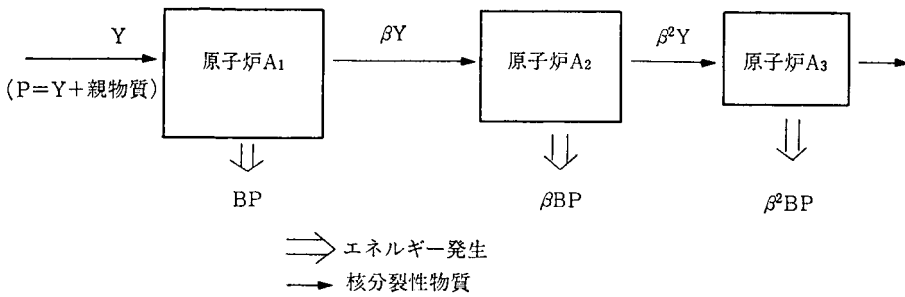 Y
βY
β²Y
原子炉A₁
原子炉A₂
原子炉A₃
(P=Y+親物質)
BP
βBP
β²BP
エネルギー発生
核分裂性物質